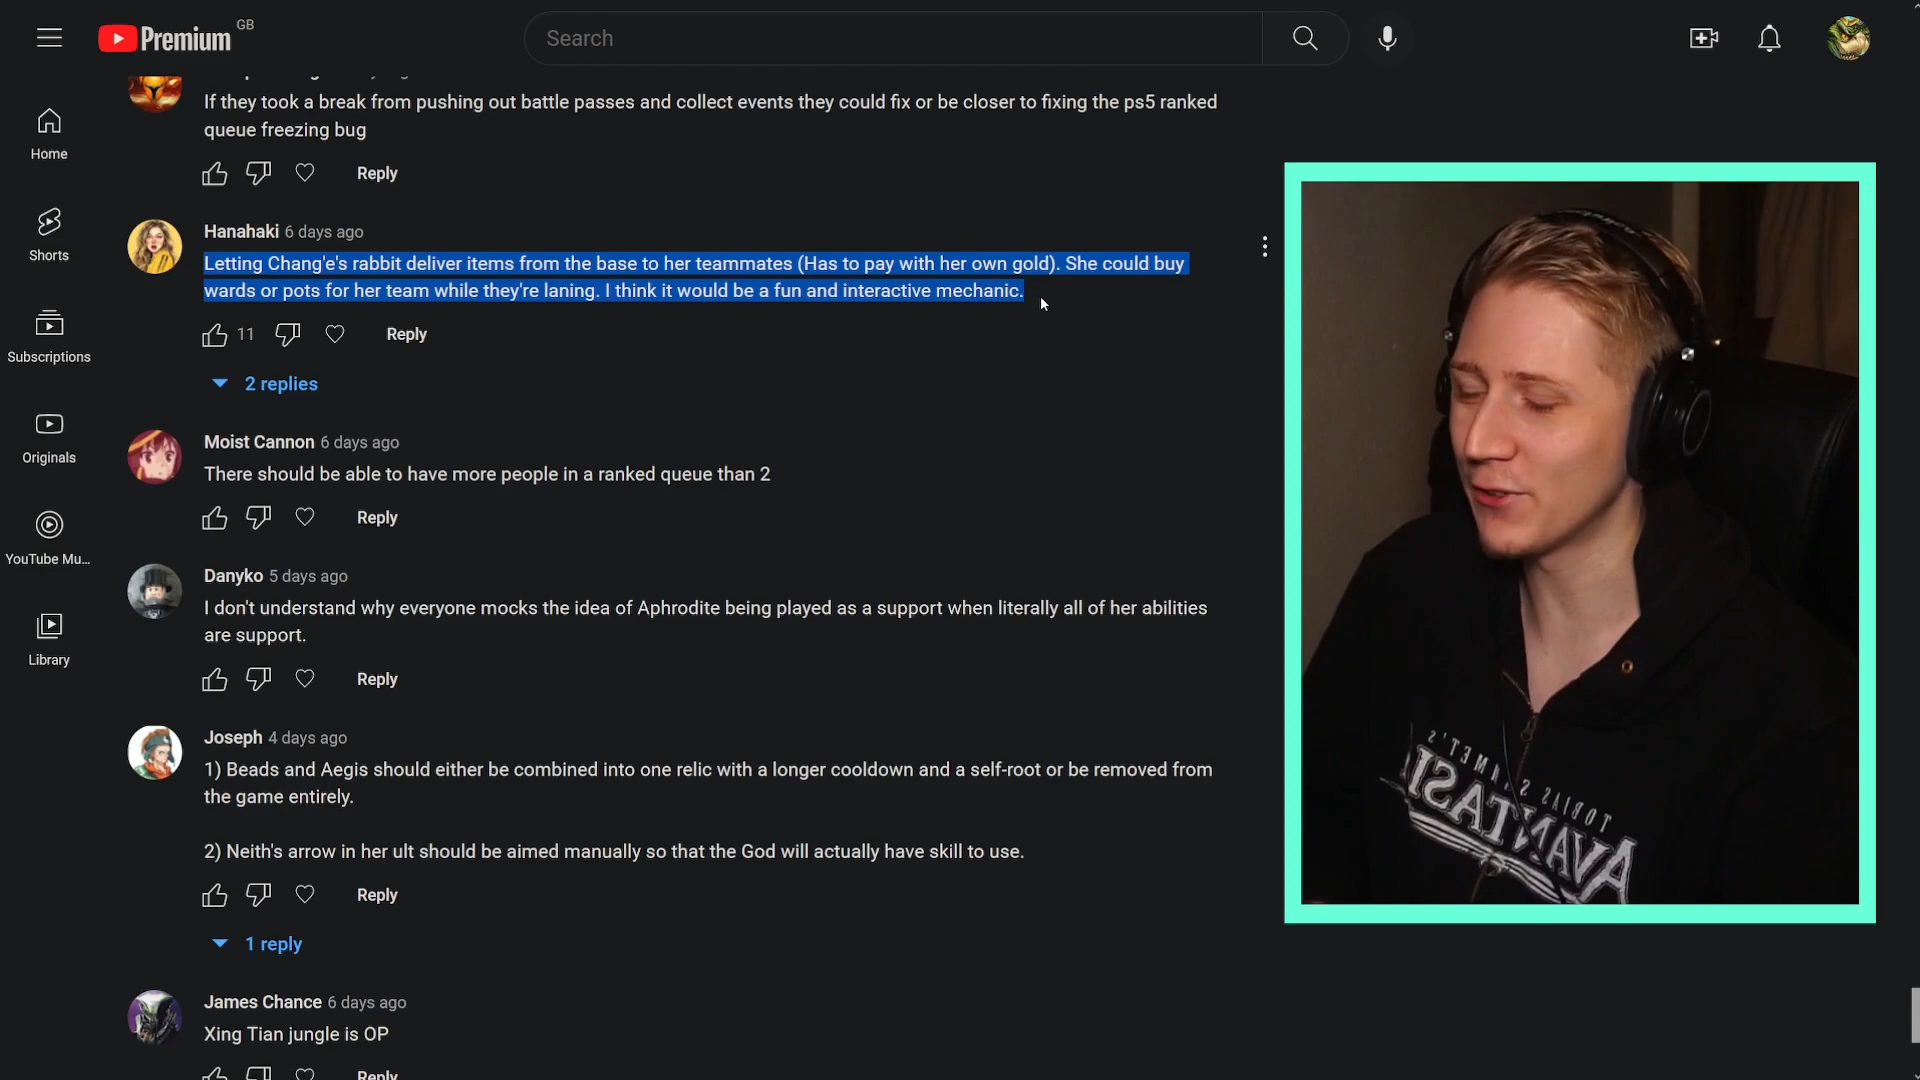 Premium GB
Search
If they took a break from pushing out battle passes and collect events they could fix or be closer to fixing the ps5 ranked
queue freezing bug
Reply
Home
Shorts
Subscriptions
Originals
YouTube Mu...
Library
Hanahaki 6 days ago
Letting Chang'e's rabbit deliver items from the base to her teammates (Has to pay with her own gold). She could buy
wards or pots for her team while they're laning. I think it would be a fun and interactive mechanic.
11 Reply
2 replies
Moist Cannon 6 days ago
There should be able to have more people in a ranked queue than 2
Reply
Danyko 5 days ago
I don't understand why everyone mocks the idea of Aphrodite being played as a support when literally all of her abilities
are support.
Reply
Joseph 4 days ago
1) Beads and Aegis should either be combined into one relic with a longer cooldown and a self-root or be removed from
the game entirely.
2) Neith's arrow in her ult should be aimed manually so that the God will actually have skill to use.
Reply
1 reply
James Chance 6 days ago
Xing Tian jungle is OP
Reply
TOBIAS SAMMET'S
AVANTASIA